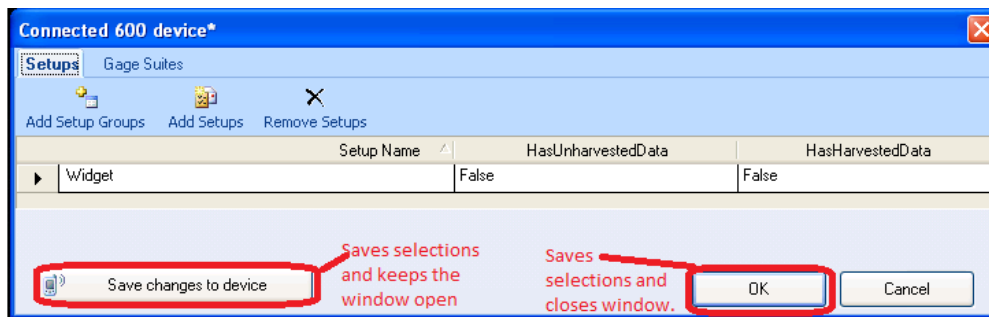 Connected 600 device*
Setups Gage Suites
Add Setup Groups Add Setups Remove Setups
Setup Name HasUnharvestedData HasHarvestedData
Widget False False
Saves selections
and keeps the
window open
Saves
selections and
closes window.
Save changes to device
OK Cancel